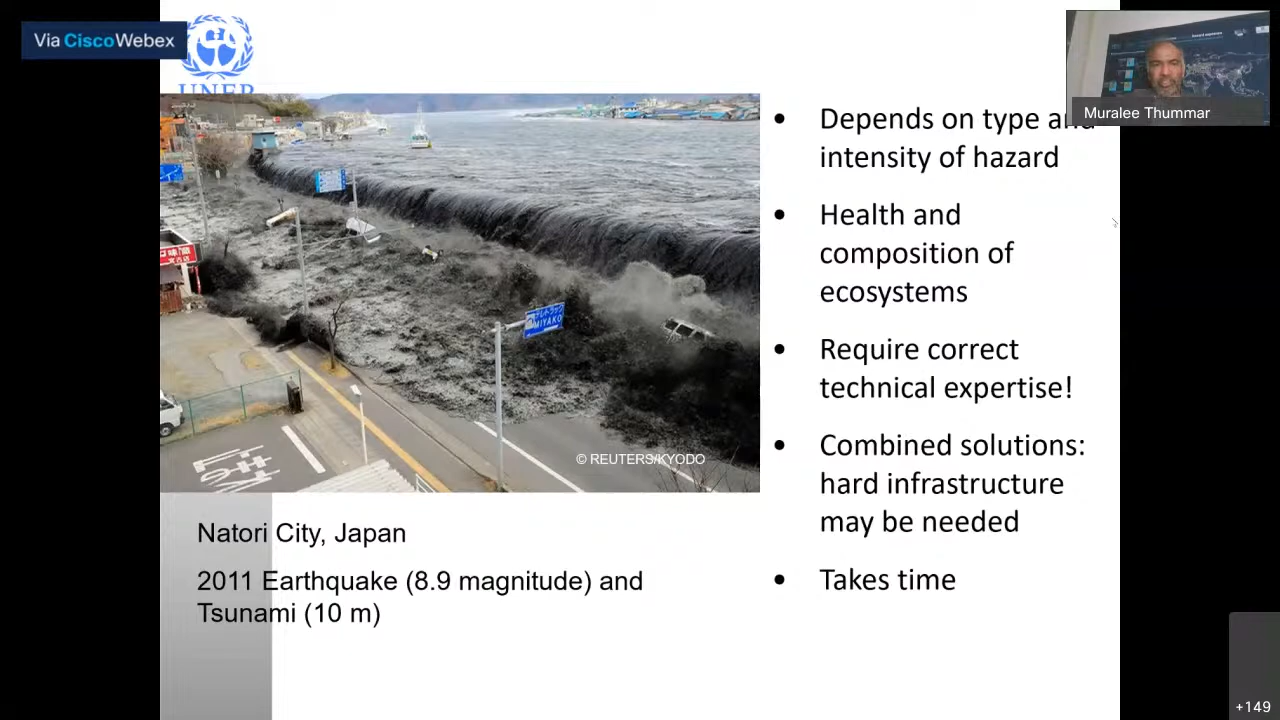 Via CiscoWebex
UNEP
Muralee Thummar
• Depends on type and
intensity of hazard
• Health and
composition of
ecosystems
• Require correct
technical expertise!
• Combined solutions:
hard infrastructure
may be needed
• Takes time
MIYAKO
© REUTERS/KYODO
Natori City, Japan
2011 Earthquake (8.9 magnitude) and
Tsunami (10 m)
+149